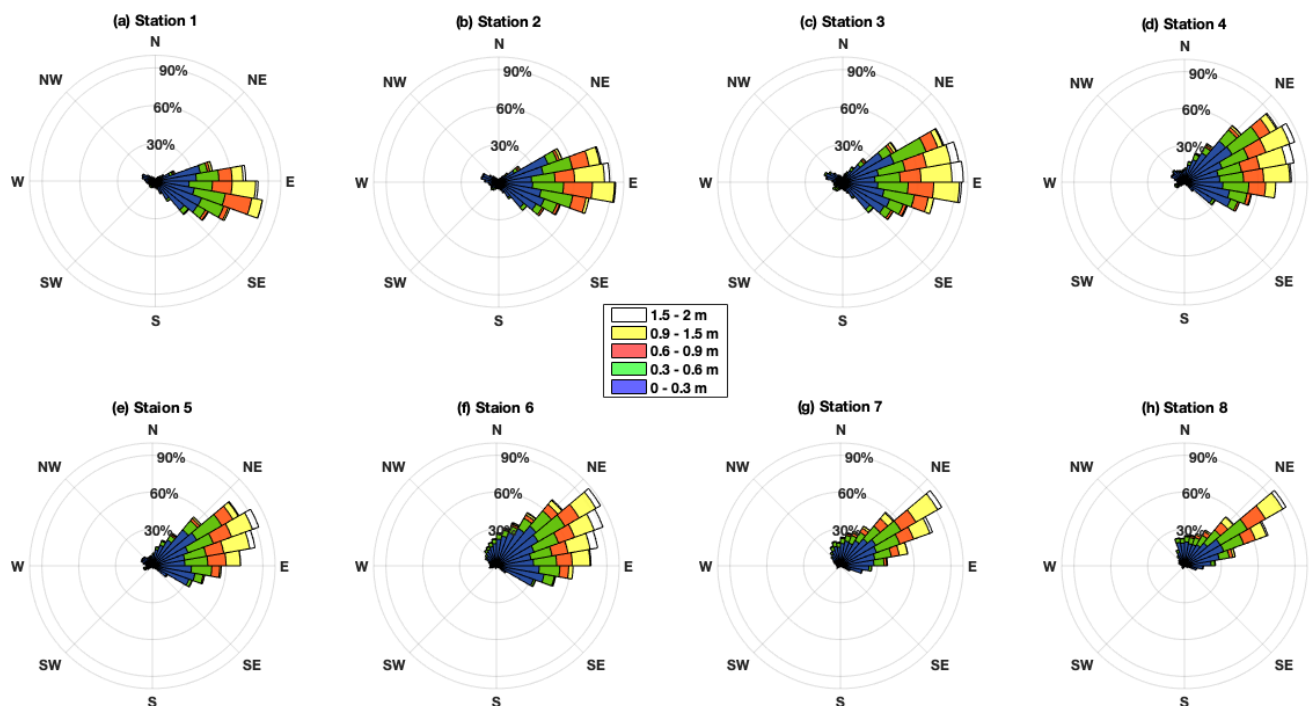 (a) Station 1
N
NW
NE
90%
60%
30%
W
E
SW
SE
S
(b) Station 2
N
NW
NE
90%
60%
30%
W
E
SW
SE
S
(c) Station 3
N
NW
NE
90%
60%
30%
W
E
SW
SE
S
(d) Station 4
N
NW
NE
90%
60%
30%
W
E
SW
SE
S
1.5 - 2 m
0.9 - 1.5 m
0.6 - 0.9 m
0.3 - 0.6 m
0 - 0.3 m
(e) Staion 5
N
NW
NE
90%
60%
30%
W
E
SW
SE
S
(f) Staion 6
N
NW
NE
90%
60%
30%
W
E
SW
SE
S
(g) Station 7
N
NW
NE
90%
60%
30%
W
E
SW
SE
S
(h) Station 8
N
NW
NE
90%
60%
30%
W
E
SW
SE
S